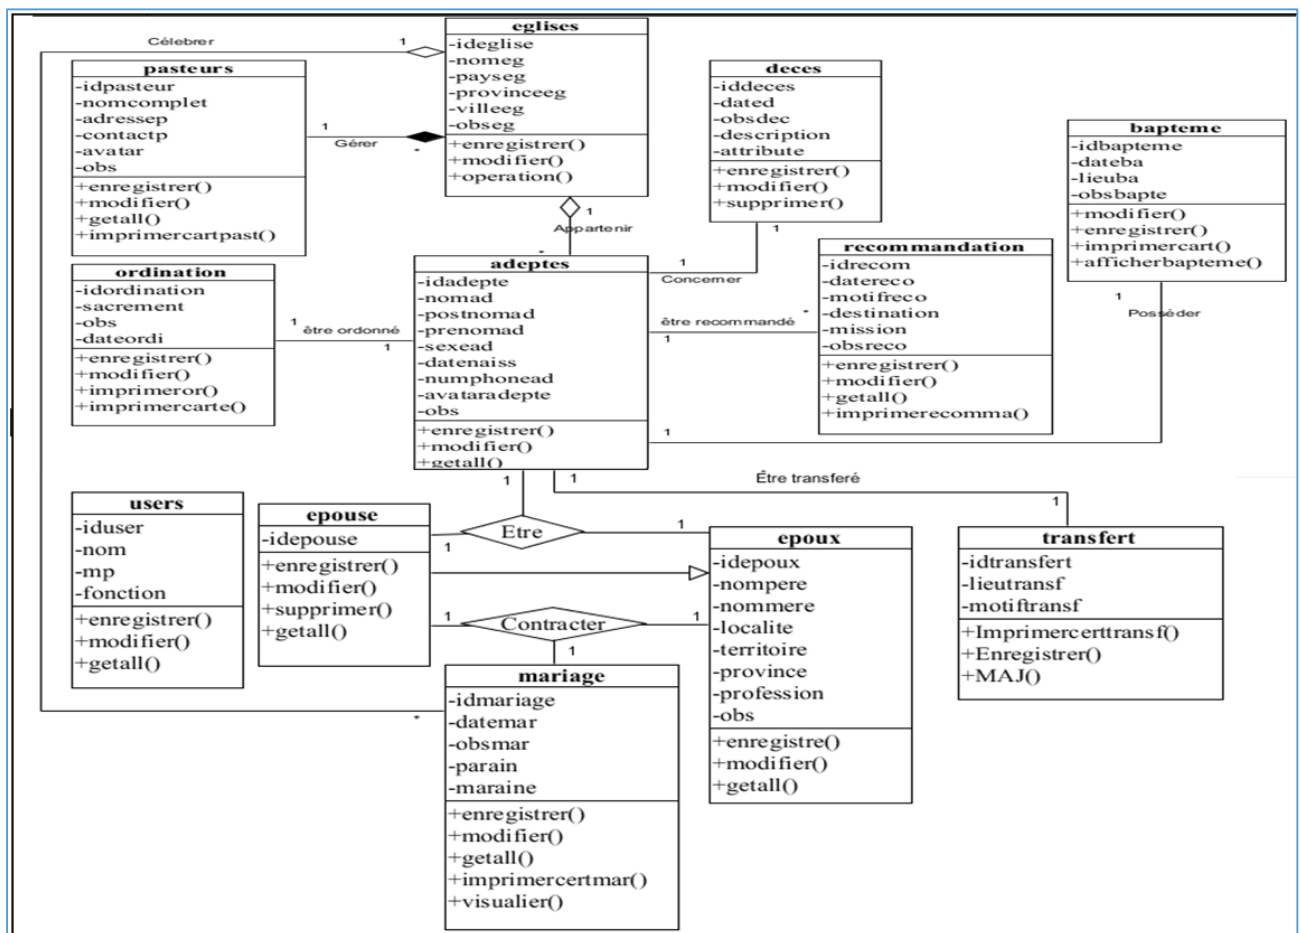 Célebrer
1
eglises
-ideglise
-nomeg
-payseg
-provinceeg
-villeeg
-obseg
+enregistrer()
+modifier()
+operation()
pasteurs
-idpasteur
-nomcomplet
-adressep
-contactp
-avatar
-obs
+enregistrer()
+modifier()
+getall()
+imprimercartpast()
1
Gérer
*
deces
-iddeces
-dated
-obsdec
-description
-attribute
+enregistrer()
+modifier()
+supprimer()
1
bapteme
-idbapteme
-dateba
-lieuba
-obsbapte
+modifier()
+enregistrer()
+imprimercart()
+afficherbapteme()
1
Posséder
1
Appartenir
*
1
Concerner
ordination
-idordination
-sacrement
-obs
-dateordi
+enregistrer()
+modifier()
+imprimeror()
+imprimercarte()
1
être ordonné
1
adeptes
-idadepte
-nomad
-postnomad
-prenomad
-sexead
-datenaiss
-numphonead
-avataradepte
-obs
+enregistrer()
+modifier()
+getall()
*
être recommandé
1
recommandation
-idrecom
-datereco
-motifreco
-destination
-mission
-obsreco
+enregistrer()
+modifier()
+getall()
+imprimerecomma()
1
1
1
Être transferé
1
users
-iduser
-nom
-mp
-fonction
+enregistrer()
+modifier()
+getall()
epouse
-idepouse
+enregistrer()
+modifier()
+supprimer()
+getall()
Etre
1
1
epoux
-idepoux
-nompere
-nommere
-localite
-territoire
-province
-profession
-obs
+enregistre()
+modifier()
+getall()
transfert
-idtransfert
-lieutransf
-motiftransf
+Imprimercerttransf()
+Enregistrer()
+MAJ()
1
Contracter
1
1
*
mariage
-idmariage
-datemar
-obsmar
-parain
-maraine
+enregistrer()
+modifier()
+getall()
+imprimercertmar()
+visualier()